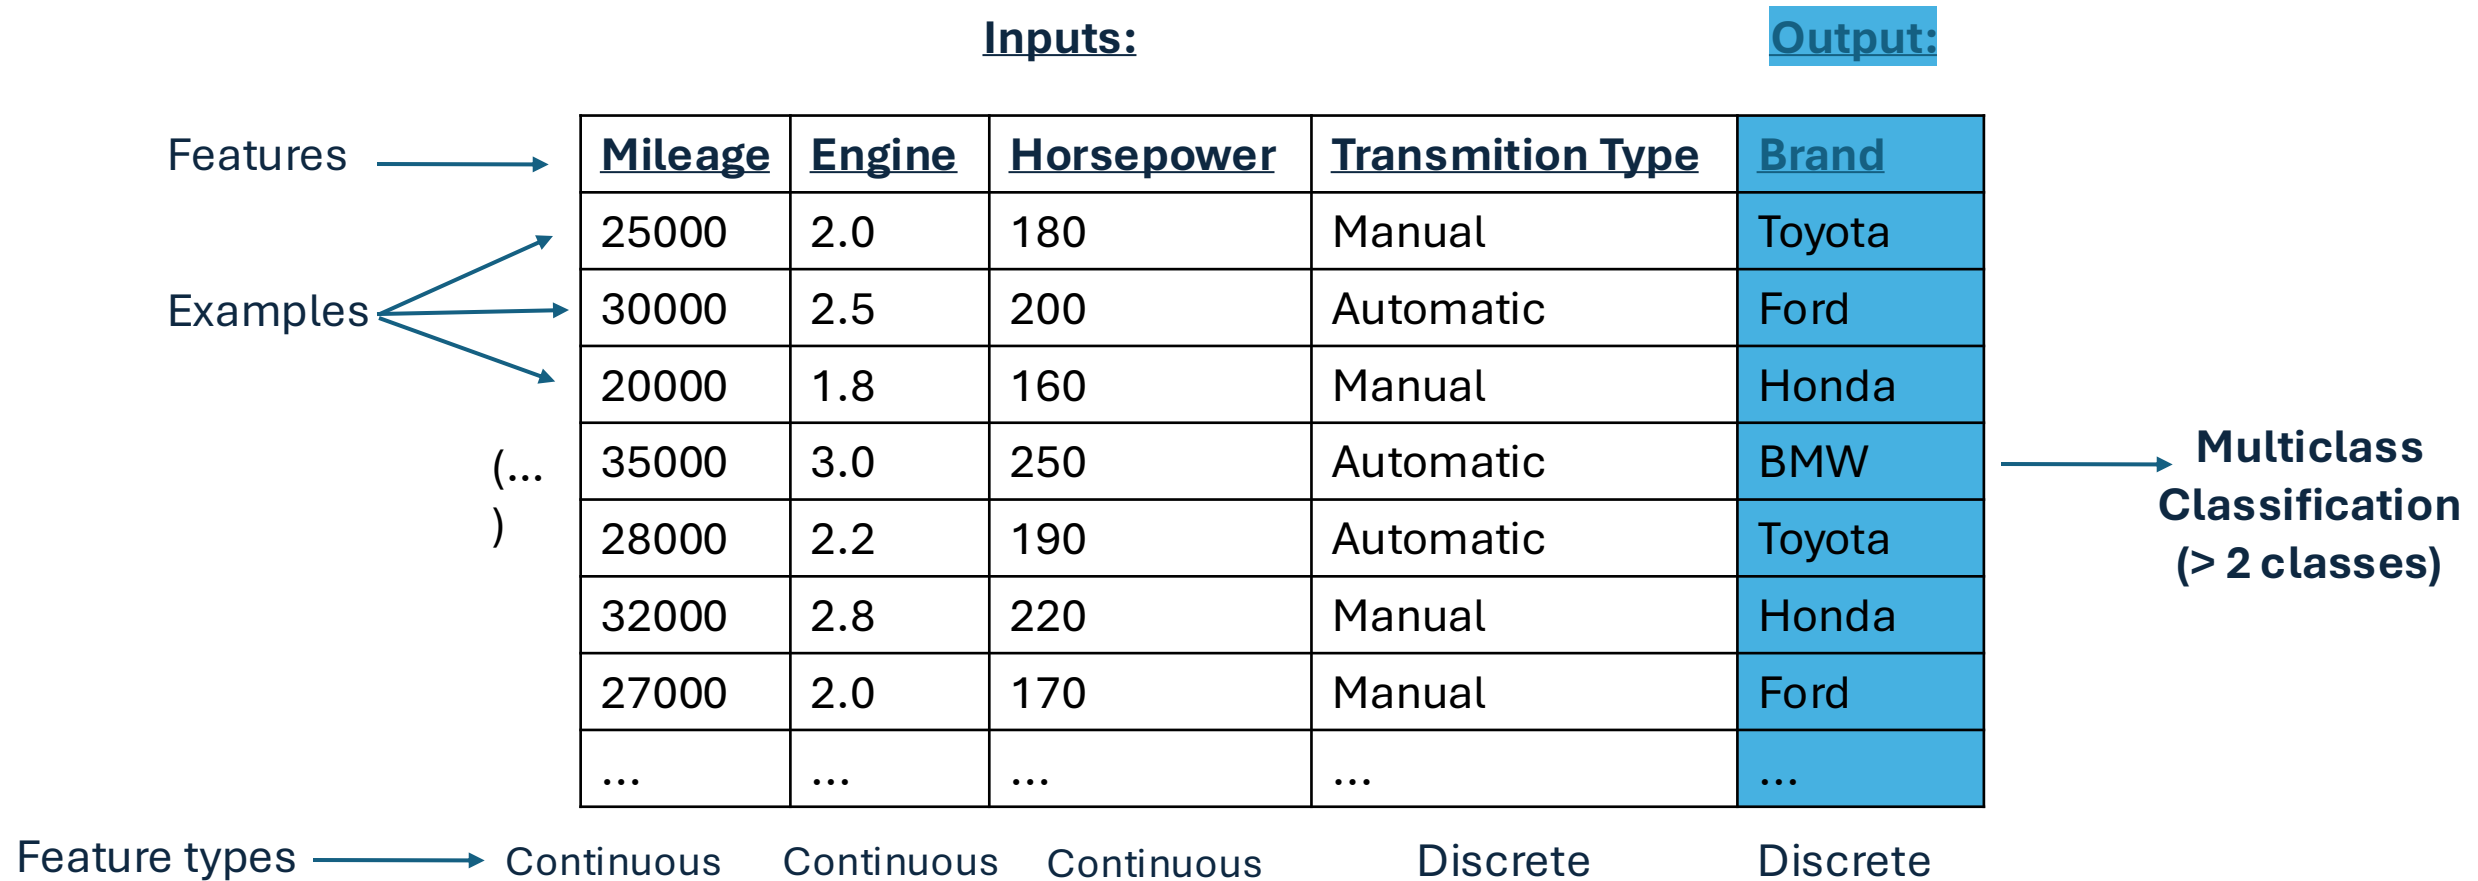 Inputs: Output:
Features Mileage Engine Horsepower Transmition Type Brand
25000 2.0 180 Manual Toyota
Examples 30000 2.5 200 Automatic Ford
20000 1.8 160 Manual Honda
(... 35000 3.0 250 Automatic BMW
) 28000 2.2 190 Automatic Toyota
32000 2.8 220 Manual Honda
27000 2.0 170 Manual Ford
... ... ... ... ...
Multiclass
Classification
(> 2 classes)
Feature types Continuous Continuous Continuous Discrete Discrete